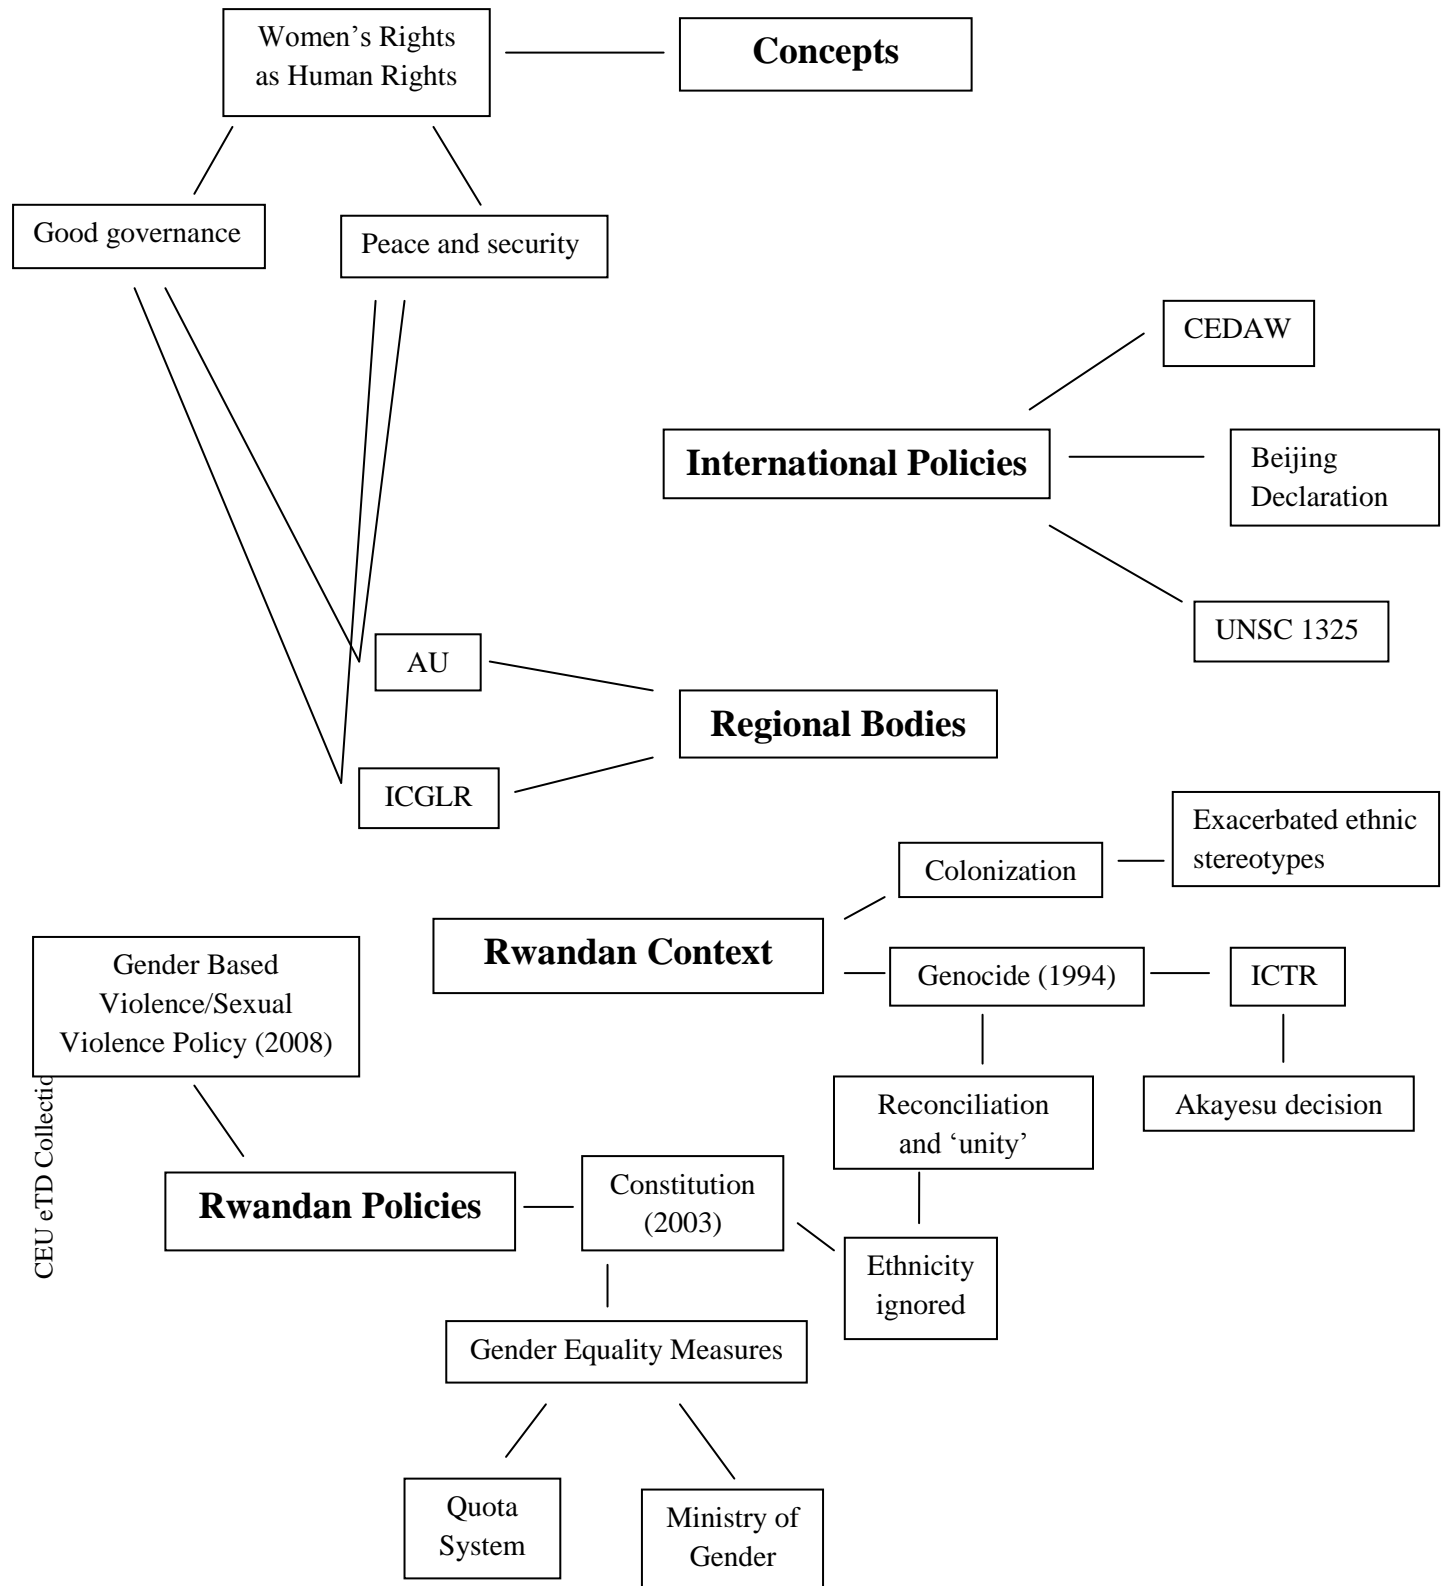 Women’s Rights
as Human Rights
Concepts
Good governance
Peace and security
CEDAW
International Policies
Beijing
Declaration
UNSC 1325
AU
Regional Bodies
ICGLR
Exacerbated ethnic
stereotypes
Colonization
Rwandan Context
Gender Based
Violence/Sexual
Violence Policy (2008)
Genocide (1994)
ICTR
Reconciliation
and ‘unity’
Akayesu decision
Rwandan Policies
Constitution
(2003)
Ethnicity
ignored
Gender Equality Measures
Quota
System
Ministry of
Gender
CEU eTD Collectio